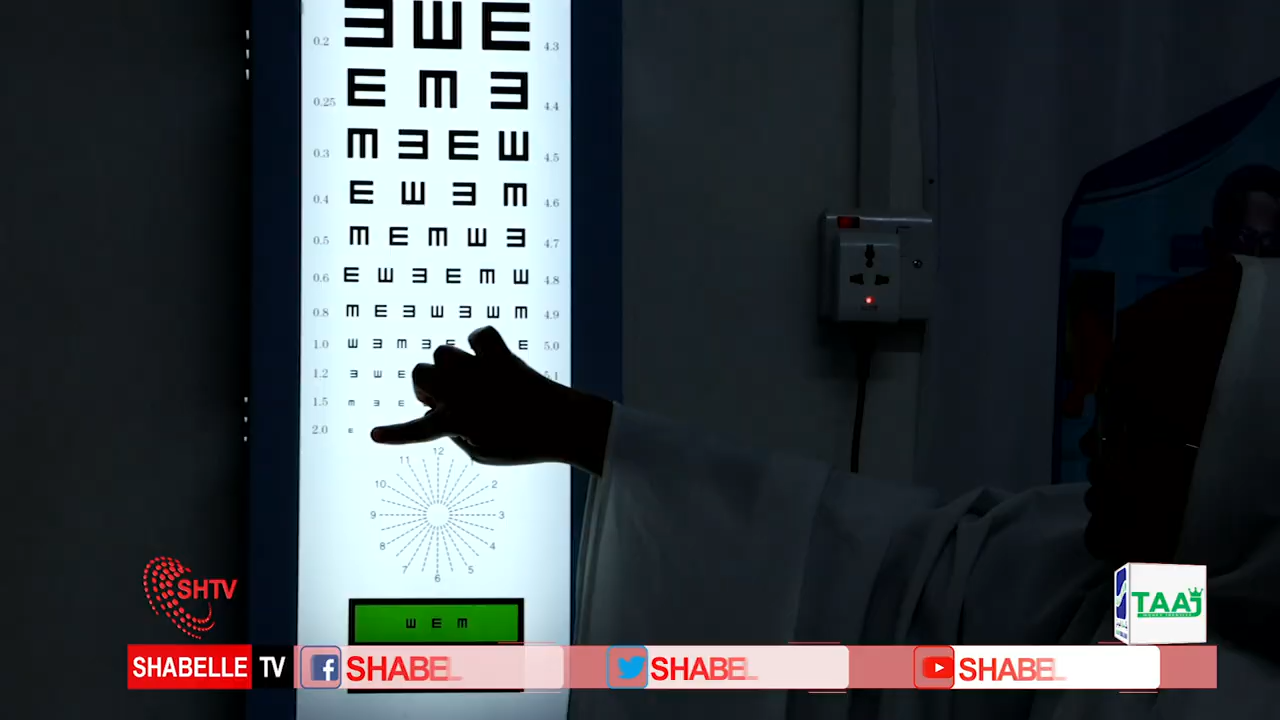 0.2 E E E 4.3
0.25 E E E 4.4
0.3 E E E E 4.5
0.4 E E E E 4.6
0.5 E E E E E 4.7
0.6 E E E E E E 4.8
0.8 E E E E E E E 4.9
1.0 E E E E E E 5.0
1.2 E E E 5.1
1.5 E E E
2.0 E
12
11
10 2
9 3
8 4
7 5
6
E E E
SHTV
TAAJ
SHABELLE TV SHABEL SHABEL SHABEL